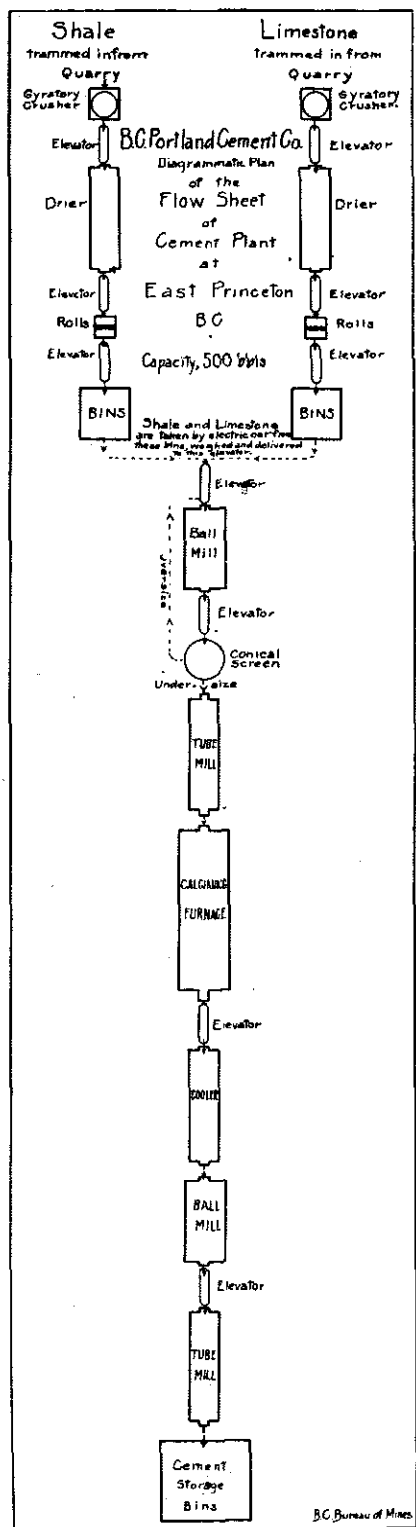 Shale
trammed in from
Quarry
Limestone
trammed in from
Quarry
Gyratory
Crusher
Gyratory
Crusher.
Elevator
B.C. Portland Cement Co.
Elevator
Diagrammatic Plan
of the
Drier
Flow Sheet
Drier
of
Cement Plant
at
Elevator
East Princeton
Elevator
Rolls
B C
Rolls
Elevator
Capacity, 500 bbls
Elevator
BINS
BINS
Shale and Limestone
are taken by electric car from
these bins, weighed and delivered
to this elevator.
Elevator
Ball
Mill
Oversize
Elevator
Conical
Screen
Under-size
TUBE
MILL
CALCINING
FURNACE
Elevator
COOLER
BALL
MILL
Elevator
TUBE
MILL
Cement
Storage
Bins
B.C. Bureau of Mines